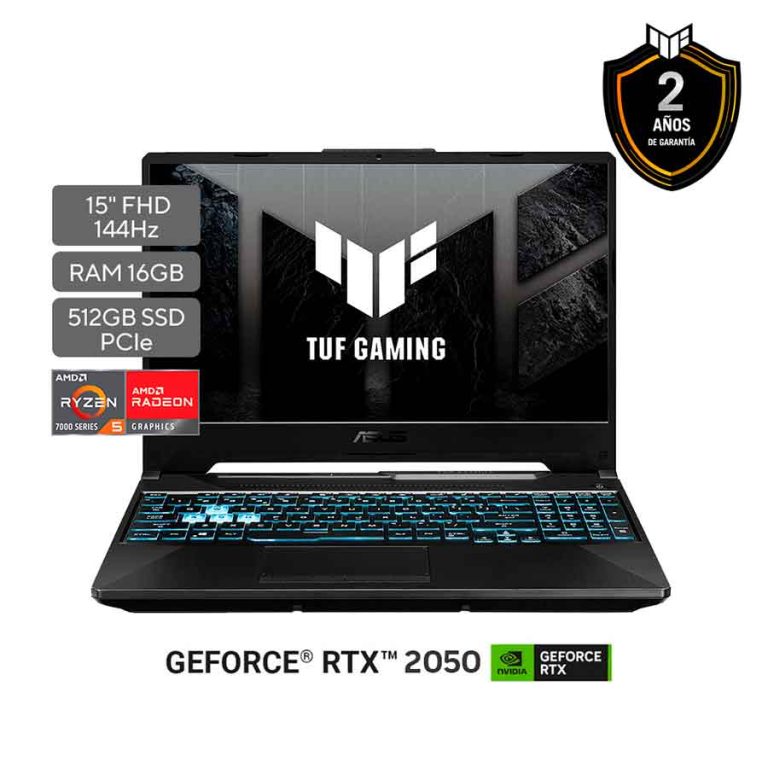 2
AÑOS
DE GARANTÍA
15" FHD
144Hz
RAM 16GB
512GB SSD
PCIe
AMD
RYZEN
7000 SERIES 5
AMD
RADEON
GRAPHICS
TUF GAMING
ASUS
GEFORCE® RTX™ 2050
NVIDIA
GEFORCE
RTX